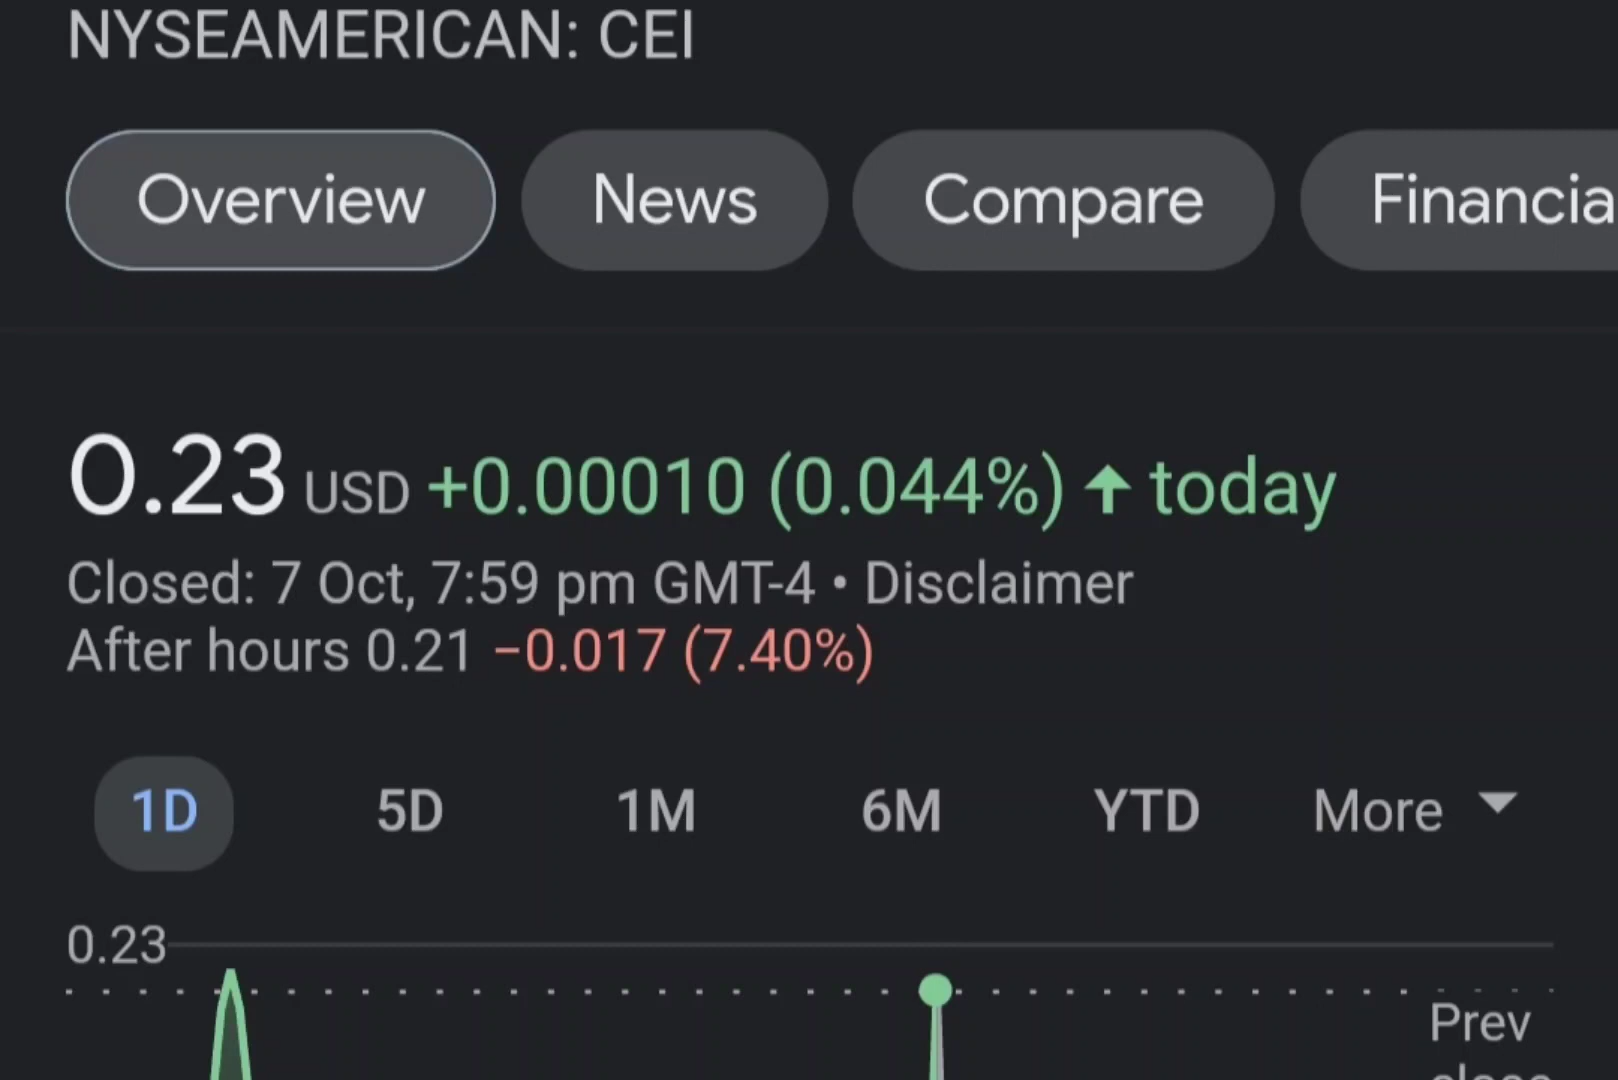 NYSEAMERICAN: CEI
Overview News Compare Financia
0.23 USD +0.00010 (0.044%) ↑ today
Closed: 7 Oct, 7:59 pm GMT-4 • Disclaimer
After hours 0.21 −0.017 (7.40%)
1D 5D 1M 6M YTD More
0.23
Prev
close